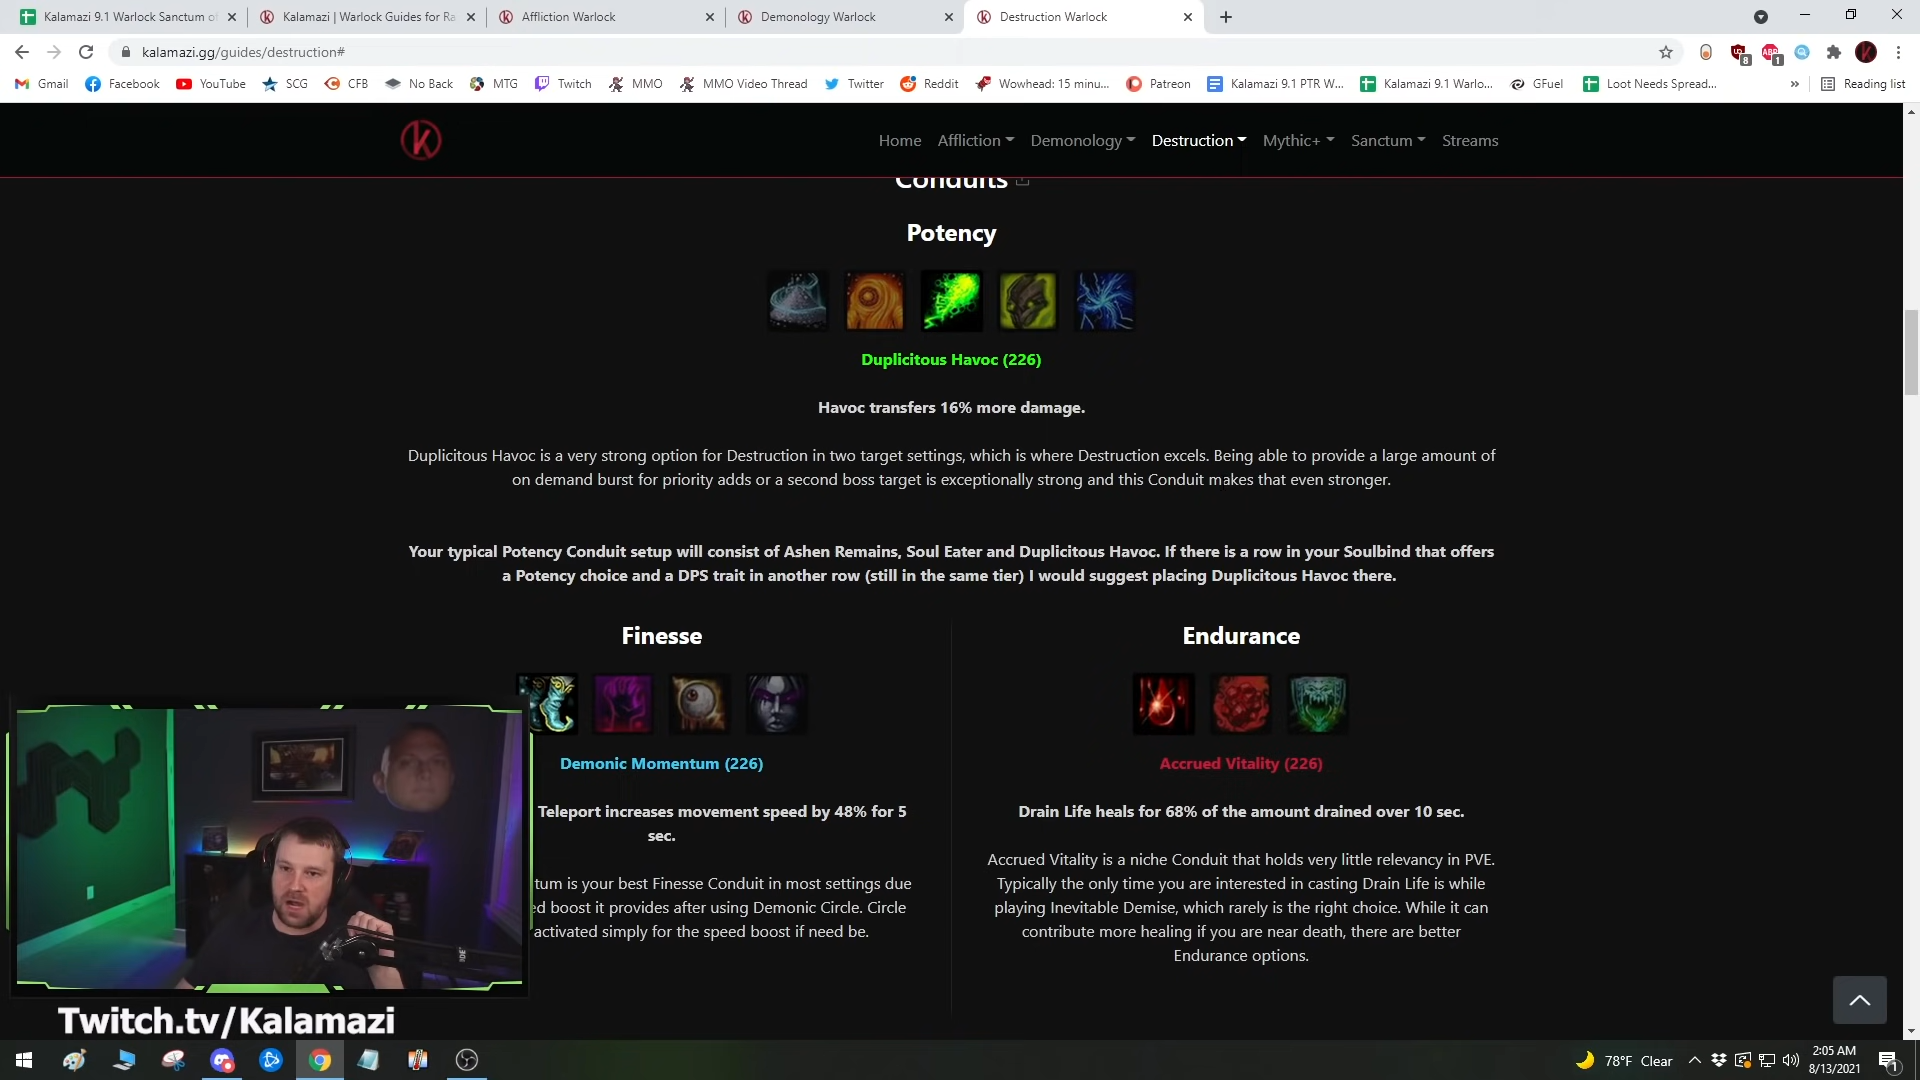 Kalamazi 9.1 Warlock Sanctum of
Kalamazi | Warlock Guides for Ra
Affliction Warlock
Demonology Warlock
Destruction Warlock
kalamazi.gg/guides/destruction#
8
ABP
1
Gmail
Facebook
YouTube
SCG
CFB
No Back
MTG
Twitch
MMO
MMO Video Thread
Twitter
Reddit
Wowhead: 15 minu...
Patreon
Kalamazi 9.1 PTR W...
Kalamazi 9.1 Warlo...
GFuel
Loot Needs Spread...
»
Reading list
Home
Affliction
Demonology
Destruction
Mythic+
Sanctum
Streams
Conduits
Potency
Duplicitous Havoc (226)
Havoc transfers 16% more damage.
Duplicitous Havoc is a very strong option for Destruction in two target settings, which is where Destruction excels. Being able to provide a large amount of
on demand burst for priority adds or a second boss target is exceptionally strong and this Conduit makes that even stronger.
Your typical Potency Conduit setup will consist of Ashen Remains, Soul Eater and Duplicitous Havoc. If there is a row in your Soulbind that offers
a Potency choice and a DPS trait in another row (still in the same tier) I would suggest placing Duplicitous Havoc there.
Finesse
Demonic Momentum (226)
Teleport increases movement speed by 48% for 5
sec.
tum is your best Finesse Conduit in most settings due
ed boost it provides after using Demonic Circle. Circle
activated simply for the speed boost if need be.
Endurance
Accrued Vitality (226)
Drain Life heals for 68% of the amount drained over 10 sec.
Accrued Vitality is a niche Conduit that holds very little relevancy in PVE.
Typically the only time you are interested in casting Drain Life is while
playing Inevitable Demise, which rarely is the right choice. While it can
contribute more healing if you are near death, there are better
Endurance options.
Twitch.tv/Kalamazi
78°F Clear
2:05 AM
8/13/2021
1